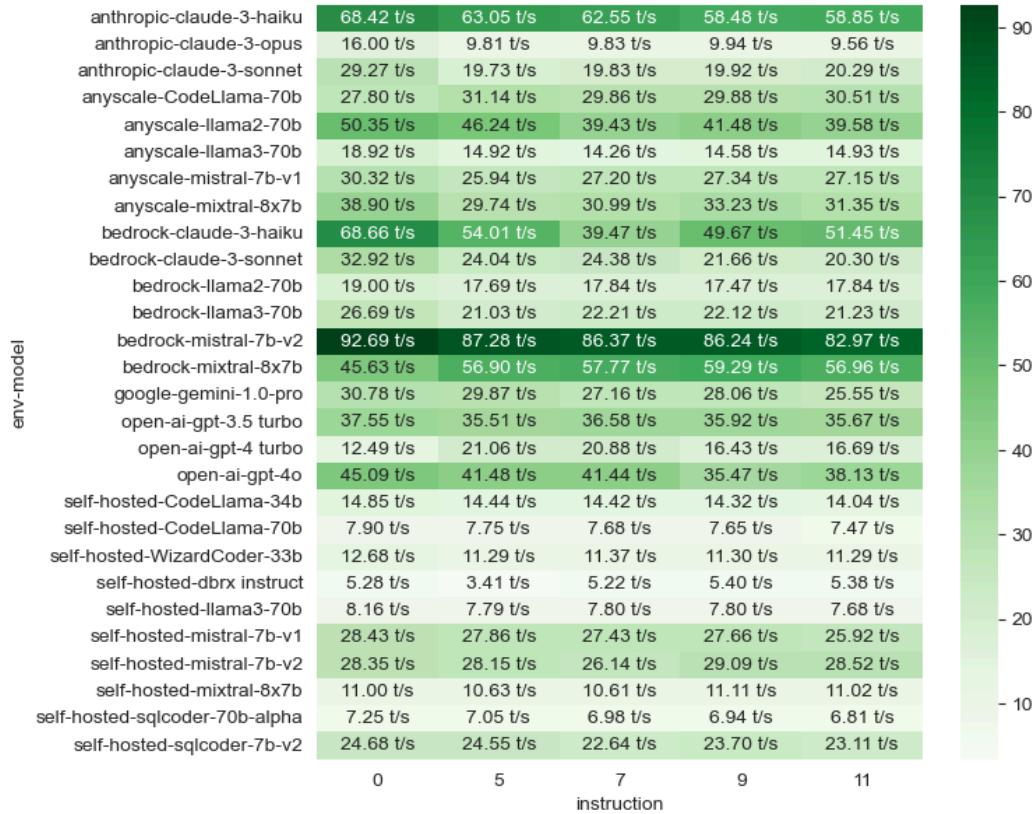 anthropic-claude-3-haiku 68.42 t/s 63.05 t/s 62.55 t/s 58.48 t/s 58.85 t/s
anthropic-claude-3-opus 16.00 t/s 9.81 t/s 9.83 t/s 9.94 t/s 9.56 t/s
anthropic-claude-3-sonnet 29.27 t/s 19.73 t/s 19.83 t/s 19.92 t/s 20.29 t/s
anyscale-CodeLlama-70b 27.80 t/s 31.14 t/s 29.86 t/s 29.88 t/s 30.51 t/s
anyscale-llama2-70b 50.35 t/s 46.24 t/s 39.43 t/s 41.48 t/s 39.58 t/s
anyscale-llama3-70b 18.92 t/s 14.92 t/s 14.26 t/s 14.58 t/s 14.93 t/s
anyscale-mistral-7b-v1 30.32 t/s 25.94 t/s 27.20 t/s 27.34 t/s 27.15 t/s
anyscale-mixtral-8x7b 38.90 t/s 29.74 t/s 30.99 t/s 33.23 t/s 31.35 t/s
bedrock-claude-3-haiku 68.66 t/s 54.01 t/s 39.47 t/s 49.67 t/s 51.45 t/s
bedrock-claude-3-sonnet 32.92 t/s 24.04 t/s 24.38 t/s 21.66 t/s 20.30 t/s
bedrock-llama2-70b 19.00 t/s 17.69 t/s 17.84 t/s 17.47 t/s 17.84 t/s
bedrock-llama3-70b 26.69 t/s 21.03 t/s 22.21 t/s 22.12 t/s 21.23 t/s
bedrock-mistral-7b-v2 92.69 t/s 87.28 t/s 86.37 t/s 86.24 t/s 82.97 t/s
bedrock-mixtral-8x7b 45.63 t/s 56.90 t/s 57.77 t/s 59.29 t/s 56.96 t/s
google-gemini-1.0-pro 30.78 t/s 29.87 t/s 27.16 t/s 28.06 t/s 25.55 t/s
open-ai-gpt-3.5 turbo 37.55 t/s 35.51 t/s 36.58 t/s 35.92 t/s 35.67 t/s
open-ai-gpt-4 turbo 12.49 t/s 21.06 t/s 20.88 t/s 16.43 t/s 16.69 t/s
open-ai-gpt-4o 45.09 t/s 41.48 t/s 41.44 t/s 35.47 t/s 38.13 t/s
self-hosted-CodeLlama-34b 14.85 t/s 14.44 t/s 14.42 t/s 14.32 t/s 14.04 t/s
self-hosted-CodeLlama-70b 7.90 t/s 7.75 t/s 7.68 t/s 7.65 t/s 7.47 t/s
self-hosted-WizardCoder-33b 12.68 t/s 11.29 t/s 11.37 t/s 11.30 t/s 11.29 t/s
self-hosted-dbrx instruct 5.28 t/s 3.41 t/s 5.22 t/s 5.40 t/s 5.38 t/s
self-hosted-llama3-70b 8.16 t/s 7.79 t/s 7.80 t/s 7.80 t/s 7.68 t/s
self-hosted-mistral-7b-v1 28.43 t/s 27.86 t/s 27.43 t/s 27.66 t/s 25.92 t/s
self-hosted-mistral-7b-v2 28.35 t/s 28.15 t/s 26.14 t/s 29.09 t/s 28.52 t/s
self-hosted-mixtral-8x7b 11.00 t/s 10.63 t/s 10.61 t/s 11.11 t/s 11.02 t/s
self-hosted-sqlcoder-70b-alpha 7.25 t/s 7.05 t/s 6.98 t/s 6.94 t/s 6.81 t/s
self-hosted-sqlcoder-7b-v2 24.68 t/s 24.55 t/s 22.64 t/s 23.70 t/s 23.11 t/s
0 5 7 9 11
instruction
env-model
90
80
70
60
50
40
30
20
10